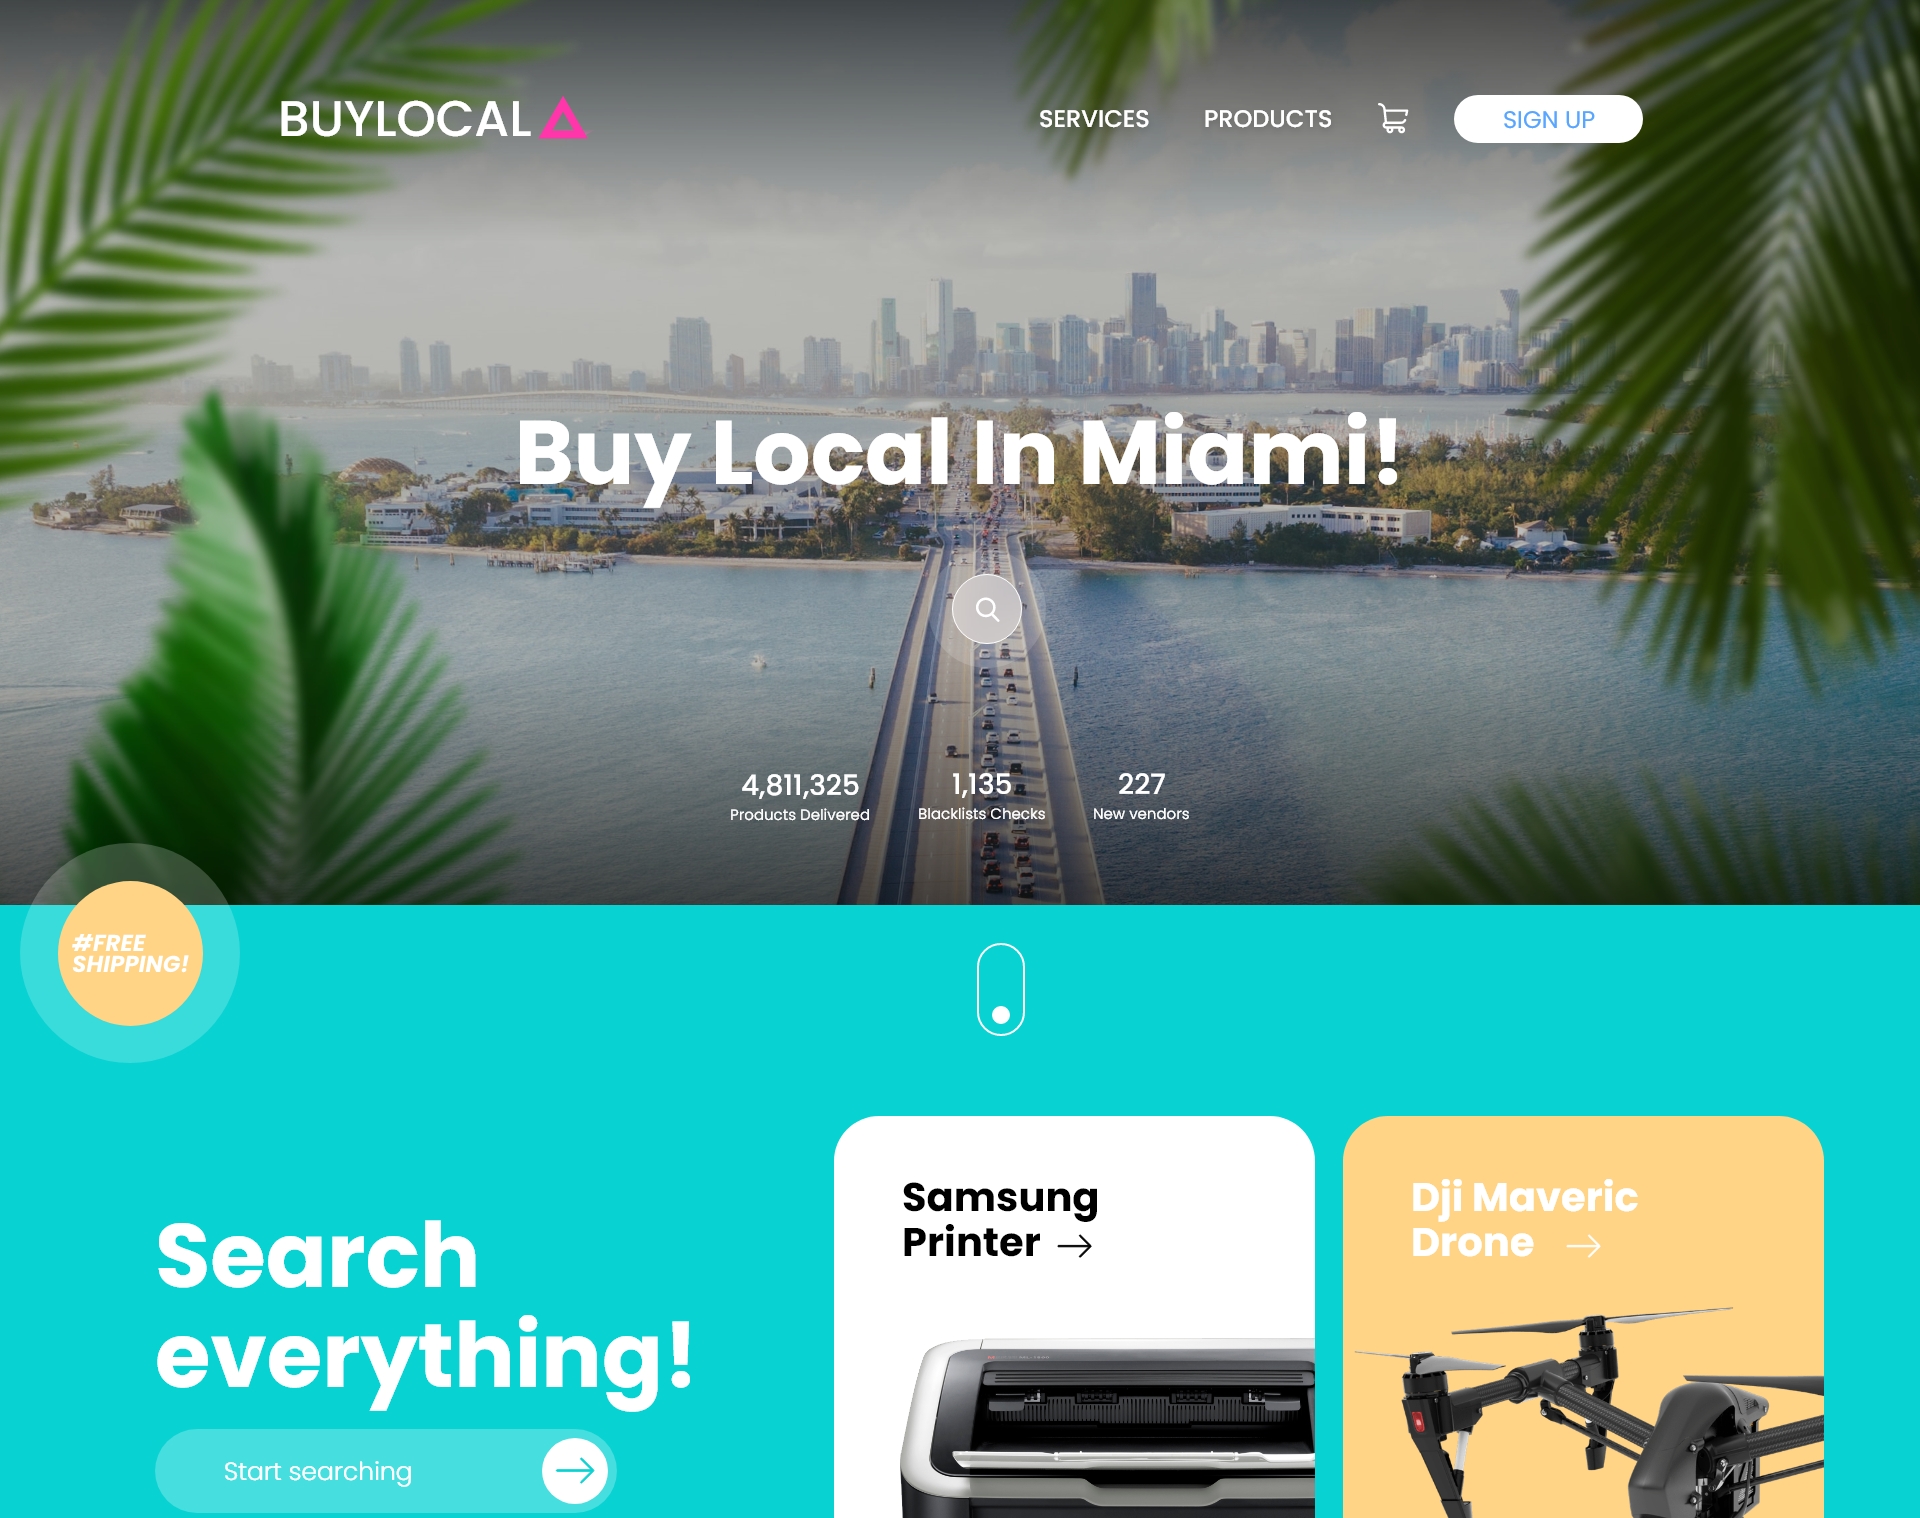 BUYLOCAL
SERVICES
PRODUCTS
SIGN UP
Buy Local In Miami!
4,811,325
Products Delivered
1,135
Blacklists Checks
227
New vendors
#FREE
SHIPPING!
Search
everything!
Start searching
Samsung
Printer
Dji Maveric
Drone